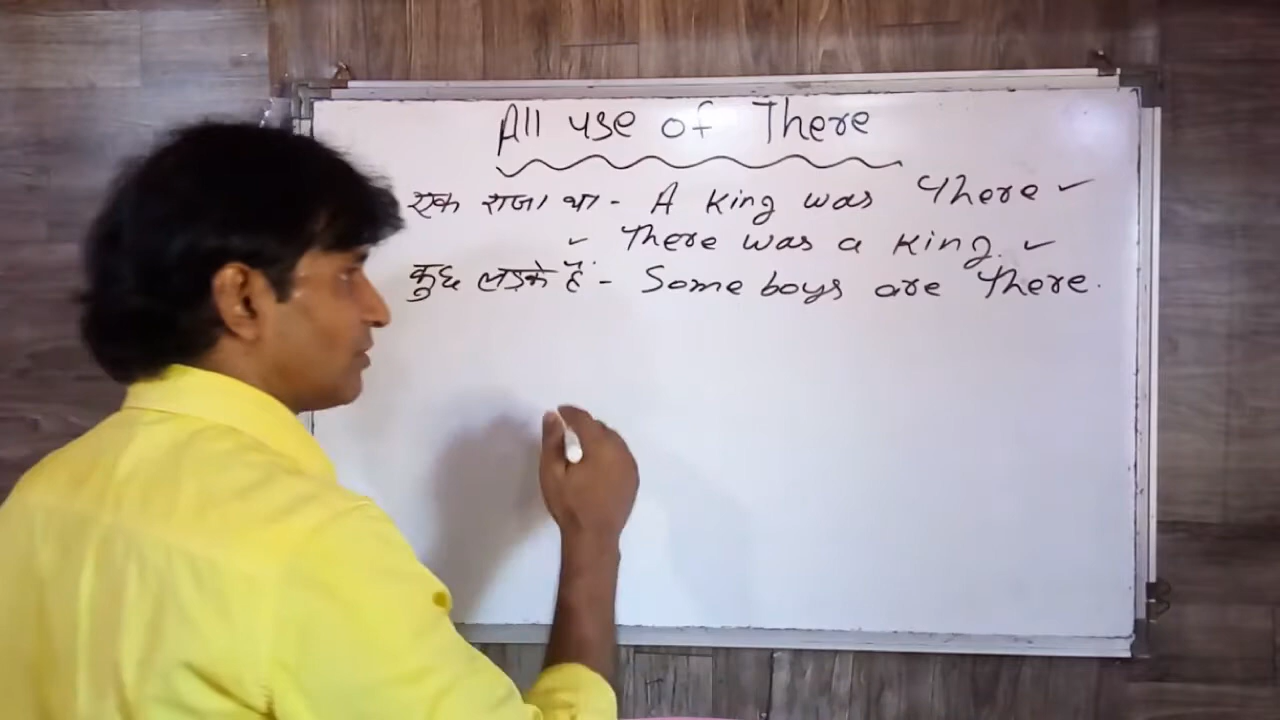 All use of There
एक राजा था - A king was There ✓
✓ There was a king. ✓
कुछ लड़के हैं - Some boys are There.